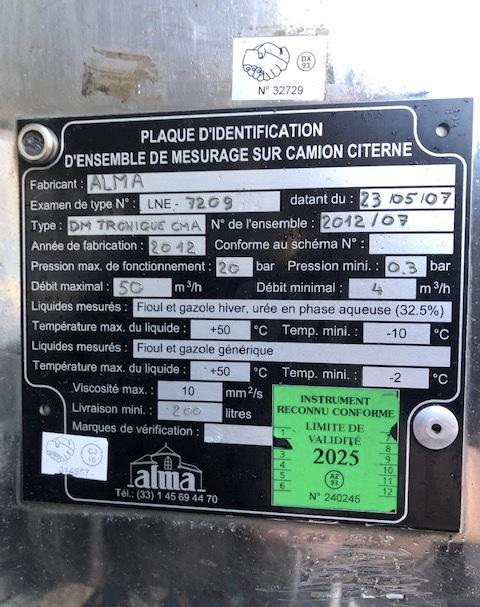 DX
93
N° 32729
PLAQUE D'IDENTIFICATION
D'ENSEMBLE DE MESURAGE SUR CAMION CITERNE
Fabricant : ALMA
Examen de type N° : LNE - 7209 datant du : 23/05/07
Type : DM TRONIQUE CMA N° de l'ensemble : 2012/07
Année de fabrication : 2012 Conforme au schéma N° :
Pression max. de fonctionnement : 20 bar Pression mini. : 0.3 bar
Débit maximal : 50 m³/h Débit minimal : 4 m³/h
Liquides mesurés : Fioul et gazole hiver, urée en phase aqueuse (32.5%)
Température max. du liquide : +50 °C Temp. mini. : -10 °C
Liquides mesurés : Fioul et gazole générique
Température max. du liquide : +50 °C Temp. mini. : -2 °C
Viscosité max. : 10 mm²/s
Livraison mini. : 200 litres
Marques de vérification :
CJ
10
alma
Tél.: (33) 1 45 69 44 70
INSTRUMENT
RECONNU CONFORME
LIMITE DE
VALIDITÉ
2025
AZ
93
N° 240245
1
3
4
5
6
8
9
10
11
12